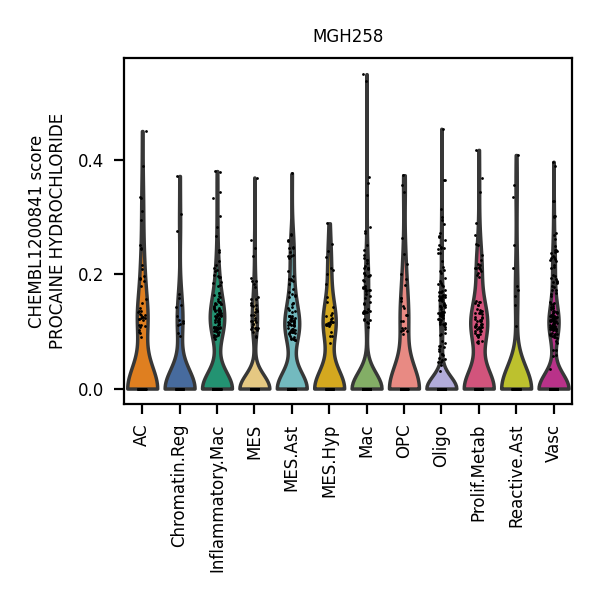 MGH258
CHEMBL1200841 score
PROCAINE HYDROCHLORIDE
0.4
0.2
0.0
AC
Chromatin.Reg
Inflammatory.Mac
MES
MES.Ast
MES.Hyp
Mac
OPC
Oligo
Prolif.Metab
Reactive.Ast
Vasc